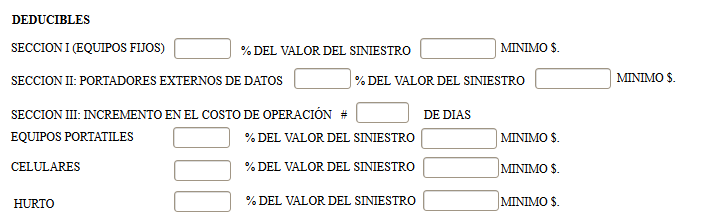 DEDUCIBLES
SECCION I (EQUIPOS FIJOS) % DEL VALOR DEL SINIESTRO MINIMO $.
SECCION II: PORTADORES EXTERNOS DE DATOS % DEL VALOR DEL SINIESTRO MINIMO $.
SECCION III: INCREMENTO EN EL COSTO DE OPERACIÓN # DE DIAS
EQUIPOS PORTATILES % DEL VALOR DEL SINIESTRO MINIMO $.
CELULARES % DEL VALOR DEL SINIESTRO MINIMO $.
HURTO % DEL VALOR DEL SINIESTRO MINIMO $.